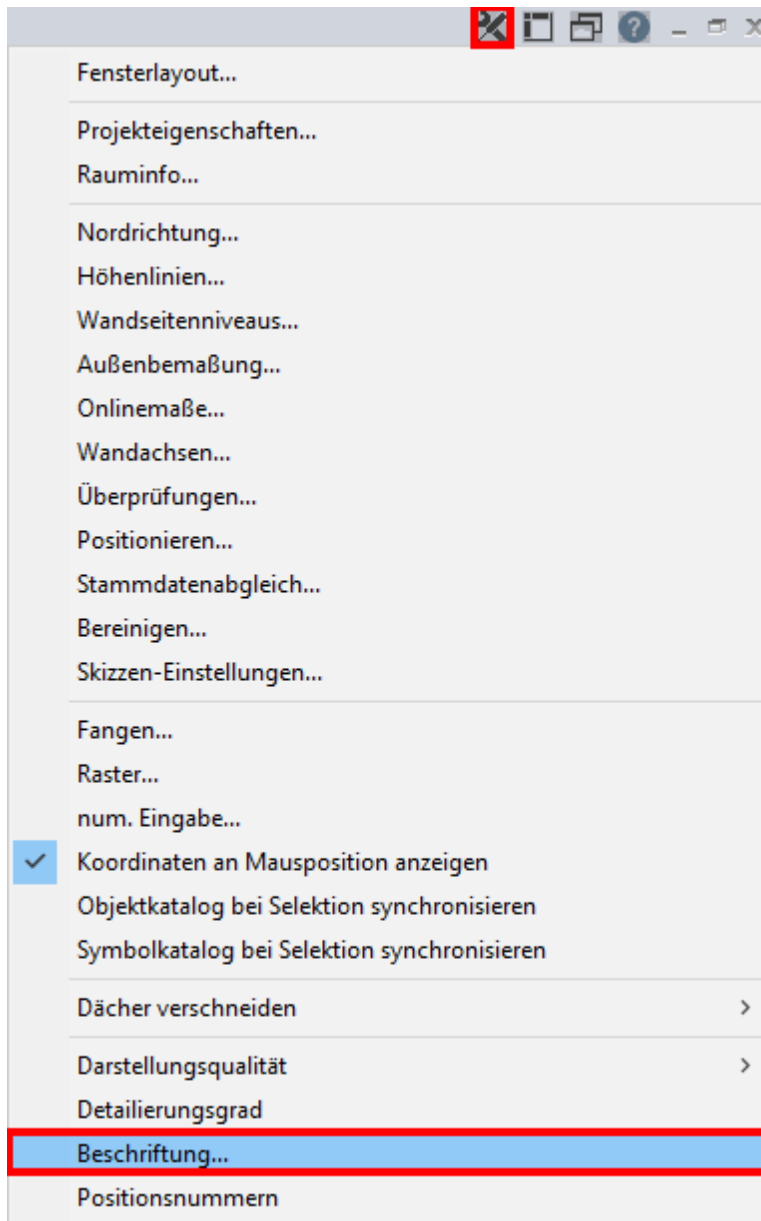 Fensterlayout...
Projekteigenschaften...
Rauminfo...
Nordrichtung...
Höhenlinien...
Wandseitenniveaus...
Außenbemaßung...
Onlinemaße...
Wandachsen...
Überprüfungen...
Positionieren...
Stammdatenabgleich...
Bereinigen...
Skizzen-Einstellungen...
Fangen...
Raster...
num. Eingabe...
Koordinaten an Mausposition anzeigen
Objektkatalog bei Selektion synchronisieren
Symbolkatalog bei Selektion synchronisieren
Dächer verschneiden
Darstellungsqualität
Detailierungsgrad
Beschriftung...
Positionsnummern